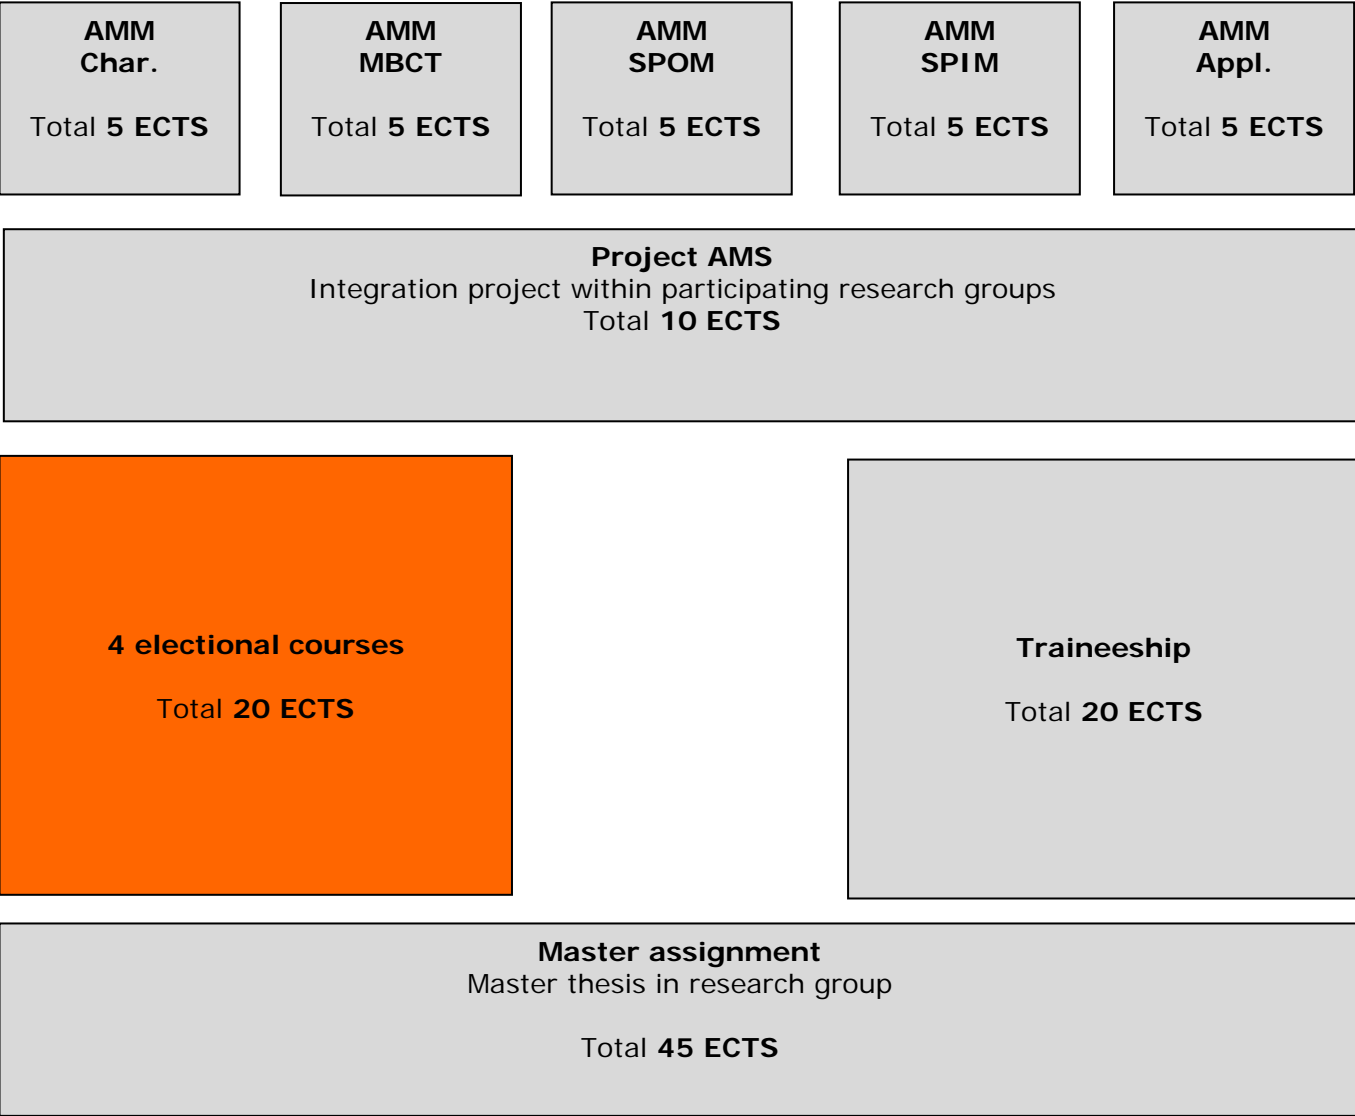 AMM
Char.
Total 5 ECTS
AMM
MBCT
Total 5 ECTS
AMM
SPOM
Total 5 ECTS
AMM
SPIM
Total 5 ECTS
AMM
Appl.
Total 5 ECTS
Project AMS
Integration project within participating research groups
Total 10 ECTS
4 electional courses
Total 20 ECTS
Traineeship
Total 20 ECTS
Master assignment
Master thesis in research group
Total 45 ECTS